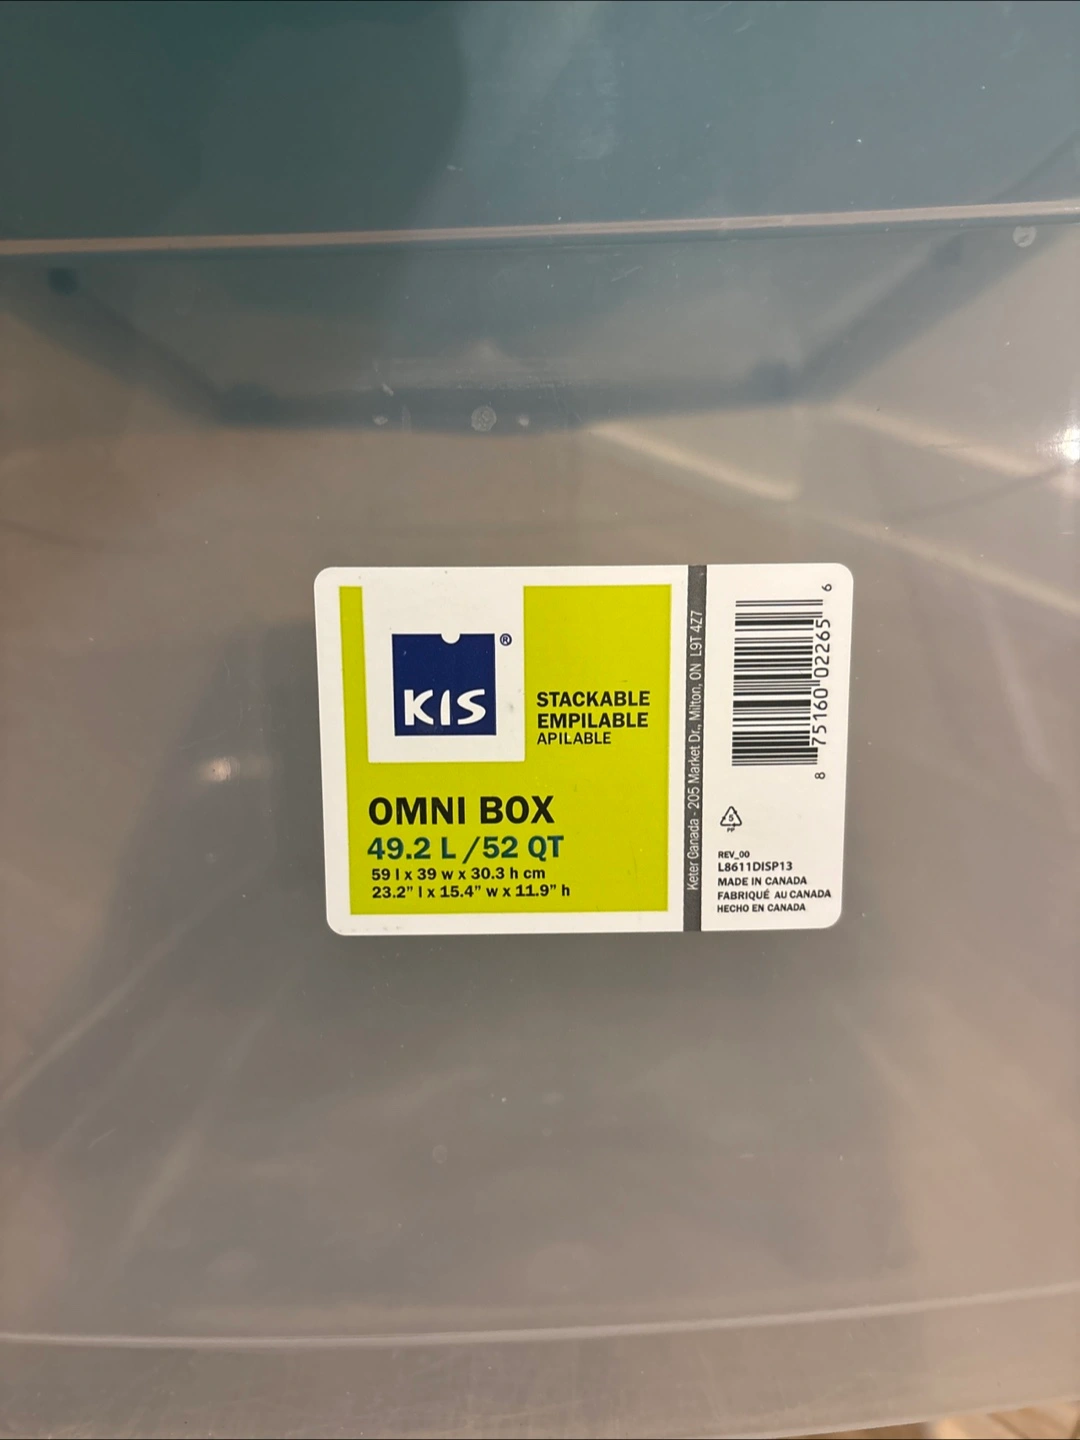 KIS®
STACKABLE
EMPILABLE
APILABLE
OMNI BOX
49.2 L / 52 QT
59 l x 39 w x 30.3 h cm
23.2” l x 15.4” w x 11.9” h
Keter Canada - 205 Market Dr., Milton, ON L9T 4Z7
8 75160 02265 6
5
PP
REV_00
L8611DISP13
MADE IN CANADA
FABRIQUÉ AU CANADA
HECHO EN CANADA